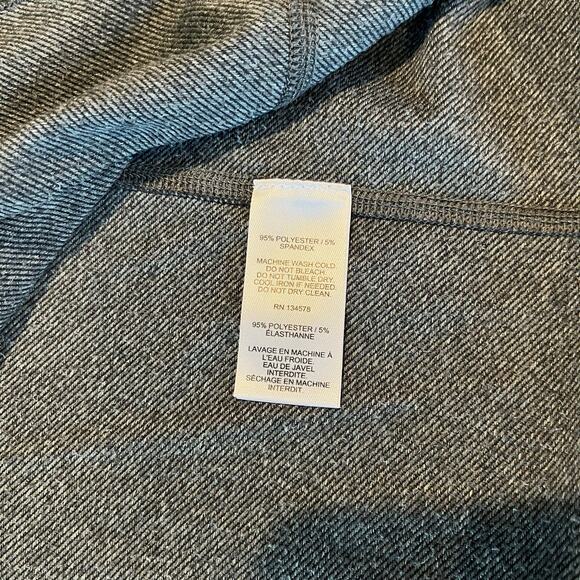 95% POLYESTER / 5%
SPANDEX
MACHINE WASH COLD.
DO NOT BLEACH.
DO NOT TUMBLE DRY.
COOL IRON IF NEEDED.
DO NOT DRY CLEAN.
RN 134578
95% POLYESTER / 5%
ÉLASTHANNE
LAVAGE EN MACHINE À
L'EAU FROIDE.
EAU DE JAVEL
INTERDITE.
SÉCHAGE EN MACHINE
INTERDIT.